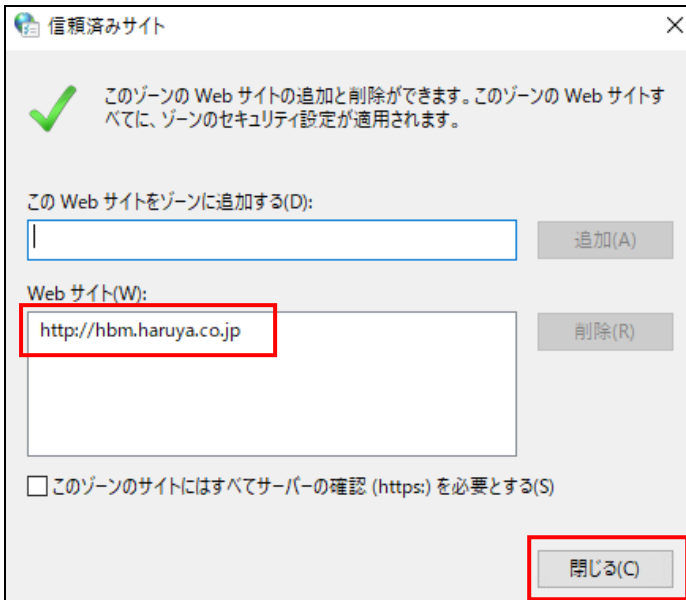 信頼済みサイト
このゾーンの Web サイトの追加と削除ができます。このゾーンの Web サイトす
べてに、ゾーンのセキュリティ設定が適用されます。
この Web サイトをゾーンに追加する(D):
追加(A)
Web サイト(W):
http://hbm.haruya.co.jp
削除(R)
このゾーンのサイトにはすべてサーバーの確認 (https:) を必要とする(S)
閉じる(C)